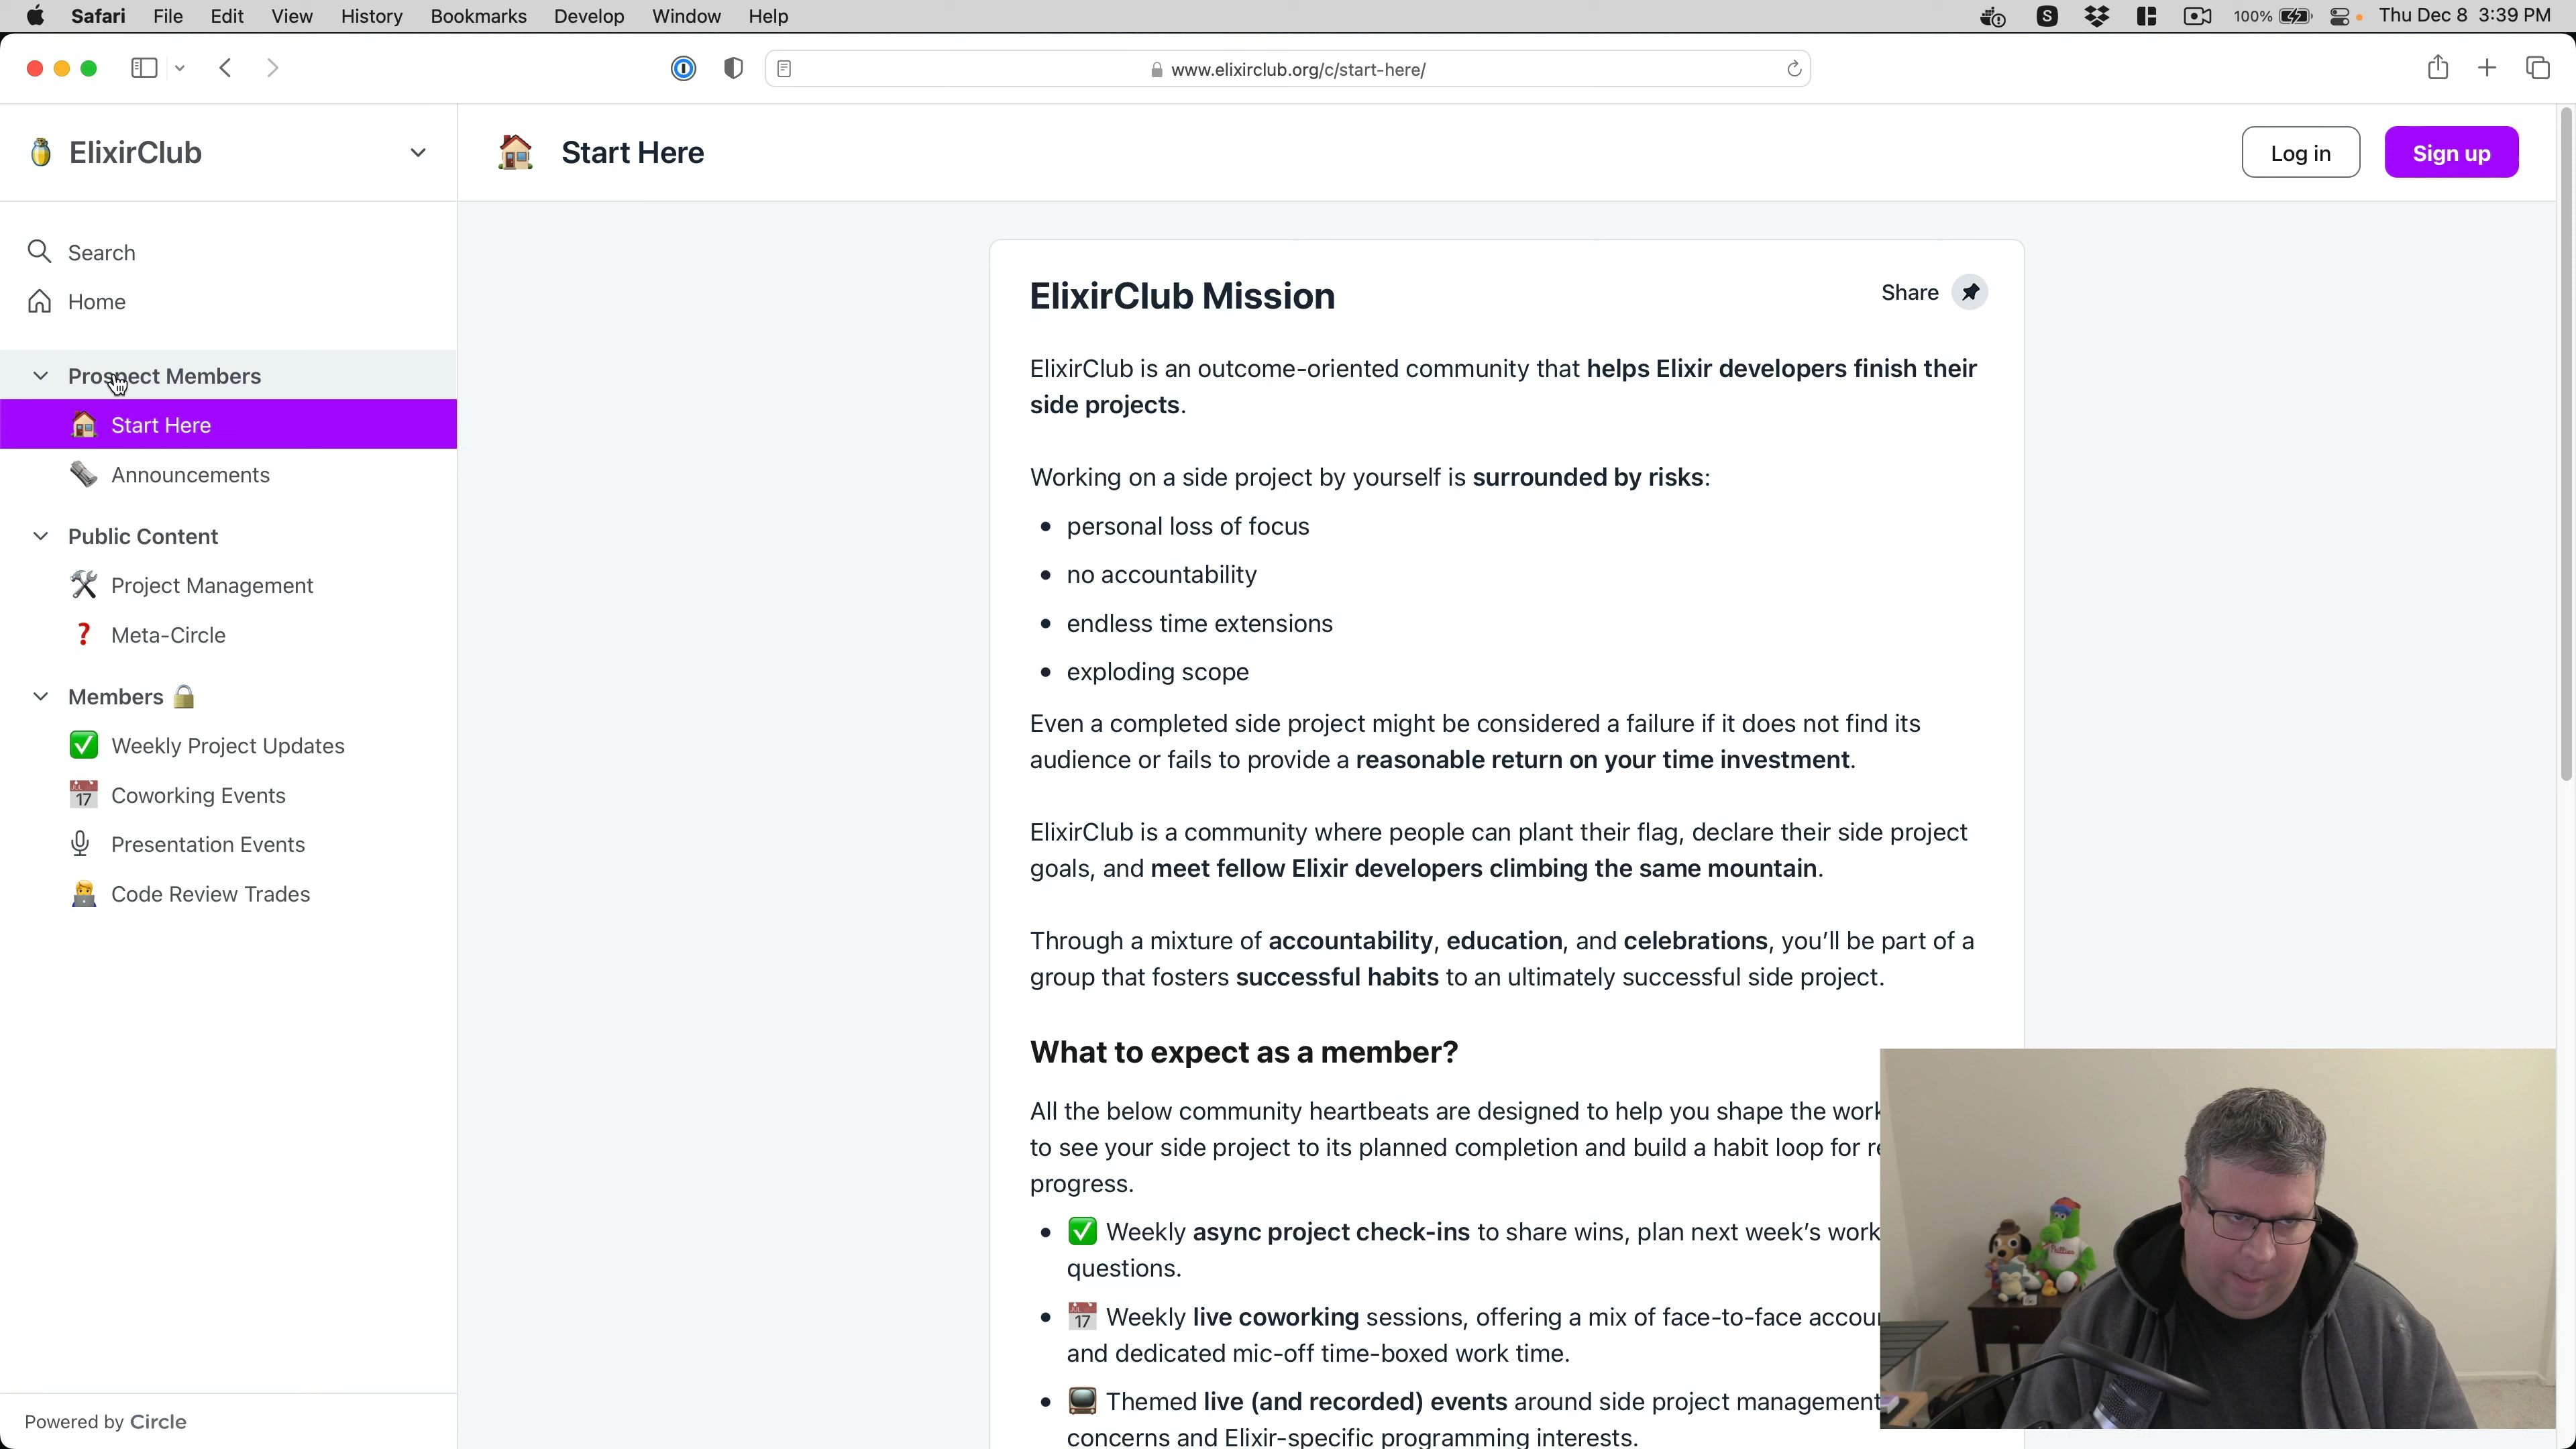 Safari File Edit View History Bookmarks Develop Window Help
S 100% Thu Dec 8 3:39 PM
www.elixirclub.org/c/start-here/
ElixirClub
Start Here
Log in
Sign up
Search
Home
Prospect Members
Start Here
Announcements
Public Content
Project Management
Meta-Circle
Members
Weekly Project Updates
17 Coworking Events
Presentation Events
Code Review Trades
Powered by Circle
ElixirClub Mission
Share
ElixirClub is an outcome-oriented community that helps Elixir developers finish their
side projects.
Working on a side project by yourself is surrounded by risks:
• personal loss of focus
• no accountability
• endless time extensions
• exploding scope
Even a completed side project might be considered a failure if it does not find its
audience or fails to provide a reasonable return on your time investment.
ElixirClub is a community where people can plant their flag, declare their side project
goals, and meet fellow Elixir developers climbing the same mountain.
Through a mixture of accountability, education, and celebrations, you'll be part of a
group that fosters successful habits to an ultimately successful side project.
What to expect as a member?
All the below community heartbeats are designed to help you shape the work
to see your side project to its planned completion and build a habit loop for
progress.
• ✅ Weekly async project check-ins to share wins, plan next week's work
questions.
• 17 Weekly live coworking sessions, offering a mix of face-to-face
and dedicated mic-off time-boxed work time.
• Themed live (and recorded) events around side project management
concerns and Elixir-specific programming interests.
Phillies